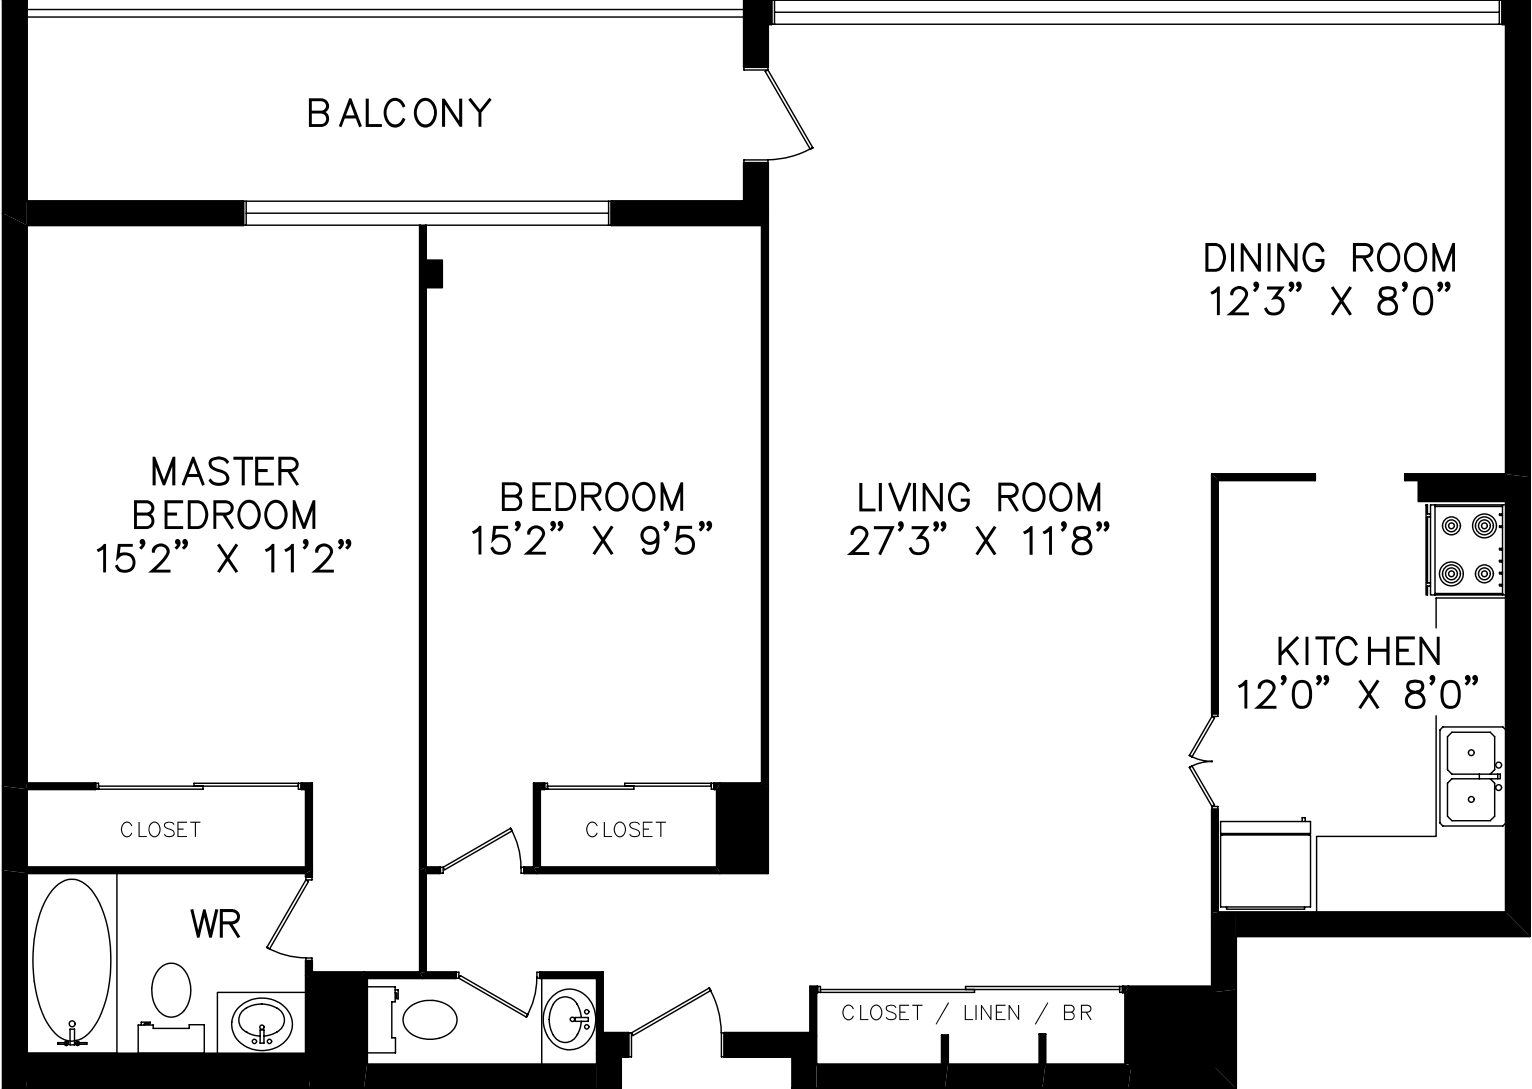 BALCONY
DINING ROOM
12'3" X 8'0"
MASTER
BEDROOM
15'2" X 11'2"
BEDROOM
15'2" X 9'5"
LIVING ROOM
27'3" X 11'8"
KITCHEN
12'0" X 8'0"
CLOSET
CLOSET
WR
CLOSET / LINEN / BR